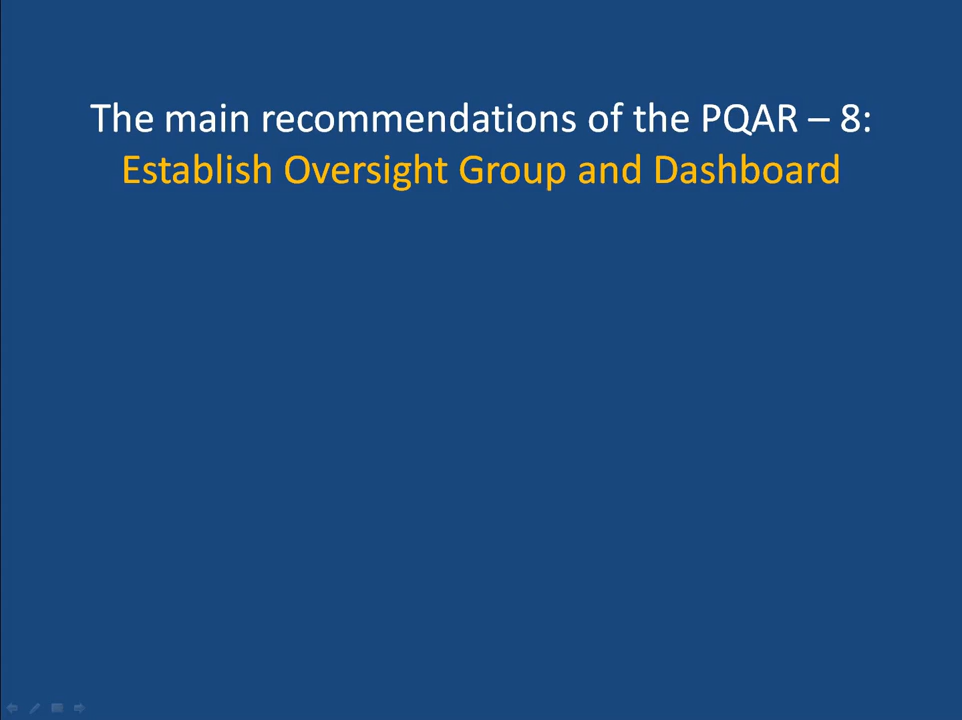 The main recommendations of the PQAR – 8:
Establish Oversight Group and Dashboard